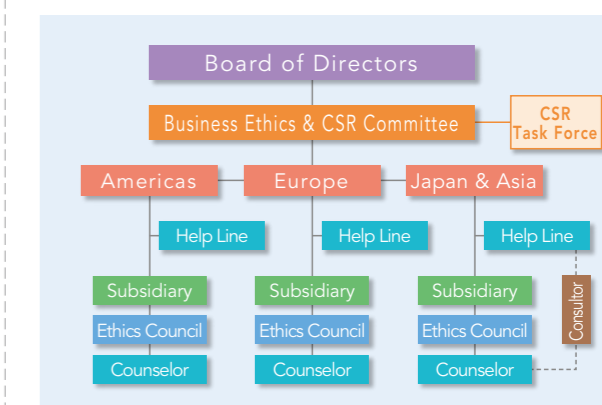 Board of Directors
Business Ethics & CSR Committee
CSR
Task Force
Americas
Europe
Japan & Asia
Help Line
Help Line
Help Line
Subsidiary
Subsidiary
Subsidiary
Consultor
Ethics Council
Ethics Council
Ethics Council
Counselor
Counselor
Counselor